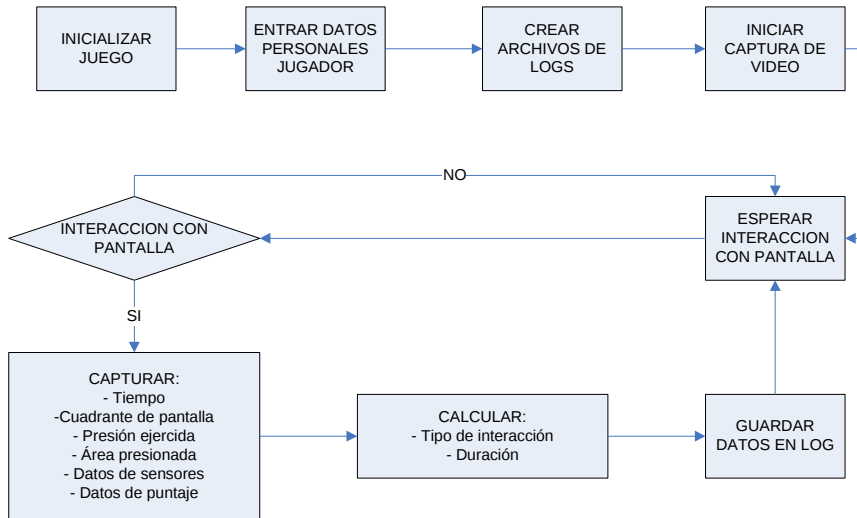 INICIALIZAR
JUEGO
ENTRAR DATOS
PERSONALES
JUGADOR
CREAR
ARCHIVOS DE
LOGS
INICIAR
CAPTURA DE
VIDEO
NO
INTERACCION CON
PANTALLA
ESPERAR
INTERACCION
CON PANTALLA
SI
CAPTURAR:
- Tiempo
-Cuadrante de pantalla
- Presión ejercida
- Área presionada
- Datos de sensores
- Datos de puntaje
CALCULAR:
- Tipo de interacción
- Duración
GUARDAR
DATOS EN LOG